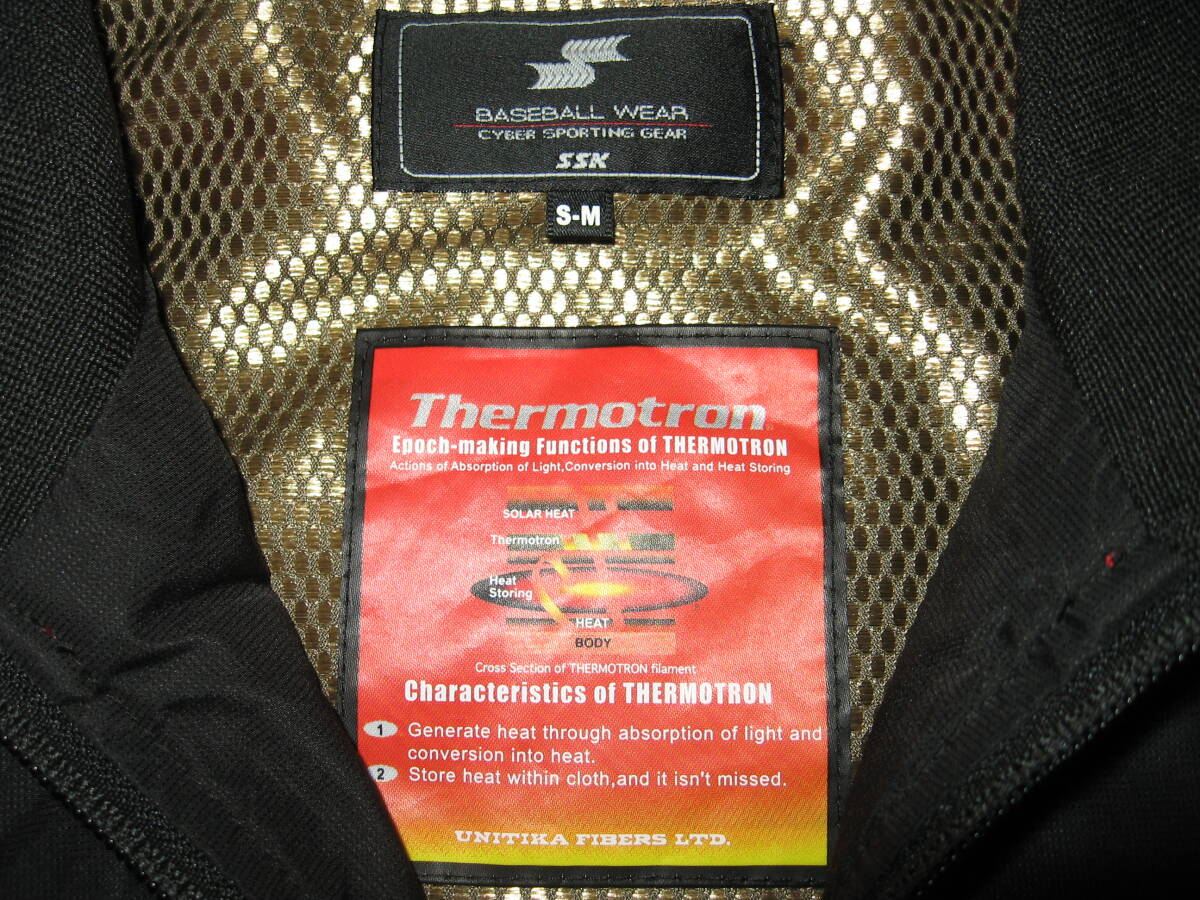 BASEBALL WEAR
CYBER SPORTING GEAR
SSK
S-M
Thermotron
Epoch-making Functions of THERMOTRON
Actions of Absorption of Light,Conversion into Heat and Heat Storing
SOLAR HEAT
Thermotron
Heat
Storing
HEAT
BODY
Cross Section of THERMOTRON filament
Characteristics of THERMOTRON
1 Generate heat through absorption of light and
conversion into heat.
2 Store heat within cloth,and it isn't missed.
UNITIKA FIBERS LTD.